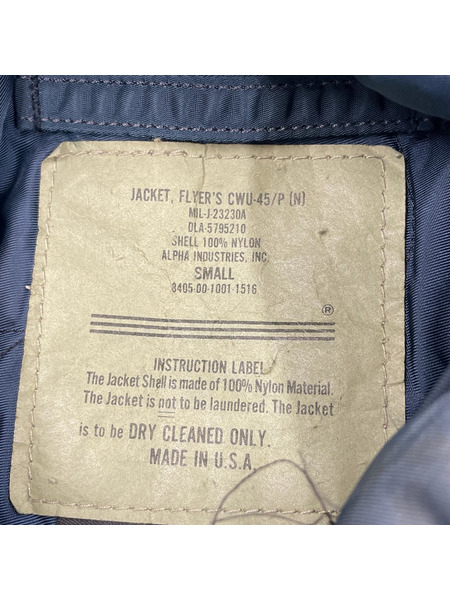 JACKET, FLYER'S CWU-45/P (N)
MIL-J-23230A
DLA-5795210
SHELL 100% NYLON
ALPHA INDUSTRIES, INC.
SMALL
8405-00-1001-1516
®
INSTRUCTION LABEL
The Jacket Shell is made of 100% Nylon Material.
The Jacket is not to be laundered. The Jacket
is to be DRY CLEANED ONLY.
MADE IN U.S.A.